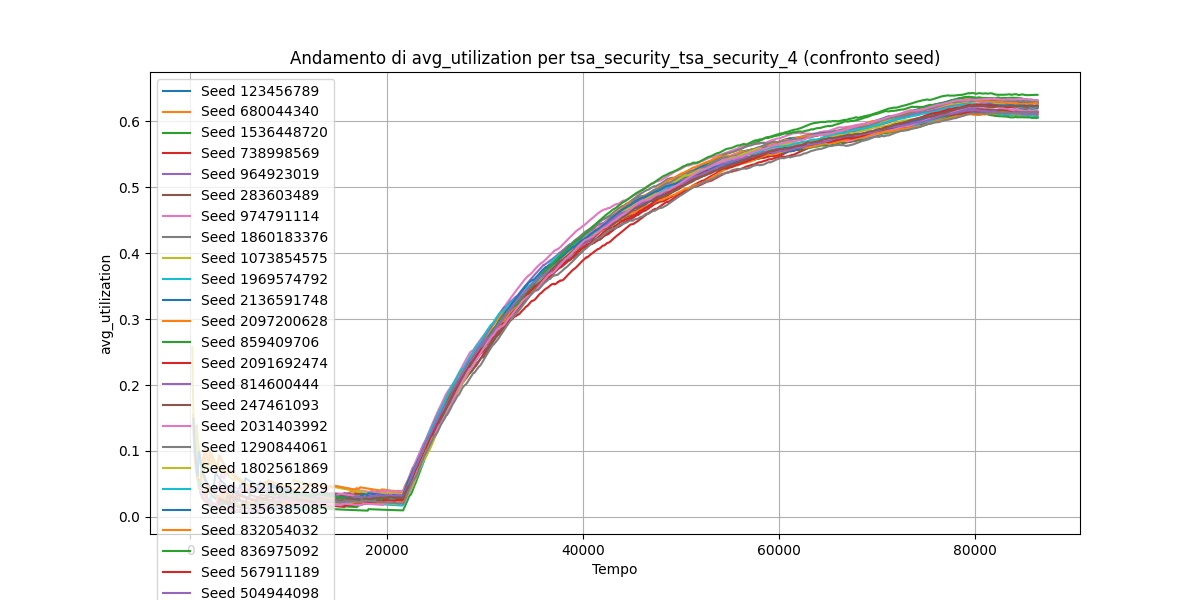 Andamento di avg_utilization per tsa_security_tsa_security_4 (confronto seed)
avg_utilization
0.6
0.5
0.4
0.3
0.2
0.1
0.0
Seed 123456789
Seed 680044340
Seed 1536448720
Seed 738998569
Seed 964923019
Seed 283603489
Seed 974791114
Seed 1860183376
Seed 1073854575
Seed 1969574792
Seed 2136591748
Seed 2097200628
Seed 859409706
Seed 2091692474
Seed 814600444
Seed 247461093
Seed 2031403992
Seed 1290844061
Seed 1802561869
Seed 1521652289
Seed 1356385085
Seed 832054032
Seed 836975092
Seed 567911189
Seed 504944098
0 20000 40000 60000 80000
Tempo